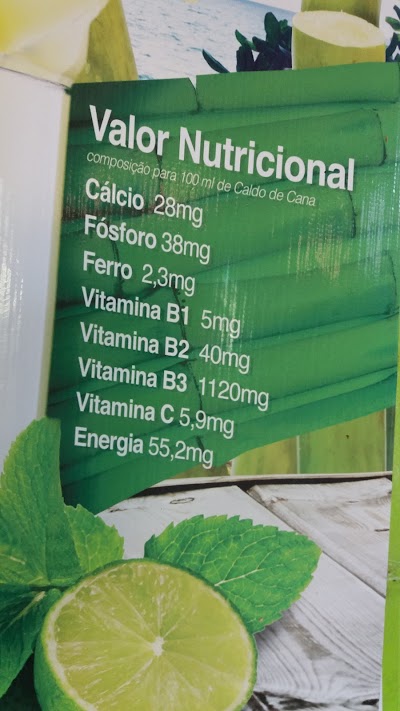 Valor Nutricional
composição para 100 ml de Caldo de Cana
Cálcio 28mg
Fósforo 38mg
Ferro 2,3mg
Vitamina B1 5mg
Vitamina B2 40mg
Vitamina B3 1120mg
Vitamina C 5,9mg
Energia 55,2mg